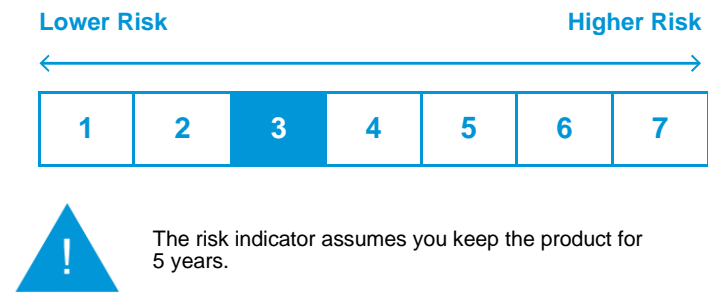 Lower Risk Higher Risk
1 2 3 4 5 6 7
! The risk indicator assumes you keep the product for
5 years.